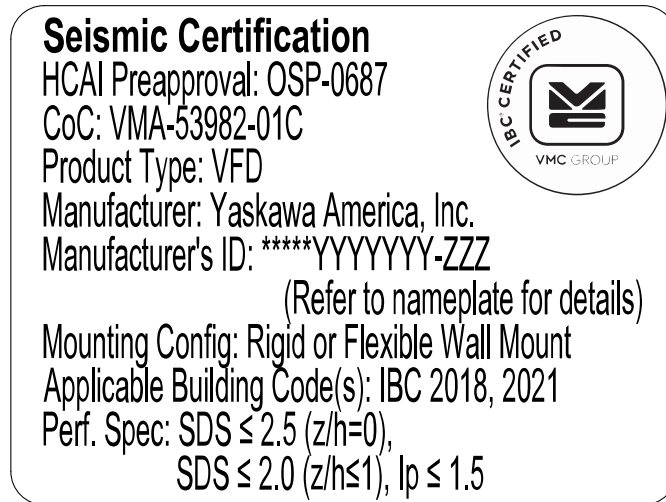 Seismic Certification
HCAI Preapproval: OSP-0687
CoC: VMA-53982-01C
Product Type: VFD
Manufacturer: Yaskawa America, Inc.
Manufacturer's ID: *****YYYYYYY-ZZZ
(Refer to nameplate for details)
Mounting Config: Rigid or Flexible Wall Mount
Applicable Building Code(s): IBC 2018, 2021
Perf. Spec: SDS ≤ 2.5 (z/h=0),
SDS ≤ 2.0 (z/h≤1), Ip ≤ 1.5
IBC CERTIFIED
VMC GROUP